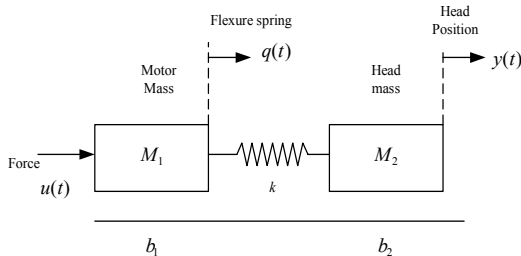 Flexure spring
Head
Position
q(t)
y(t)
Motor
Mass
Head
mass
Force
u(t)
M₁
k
M₂
b₁
b₂